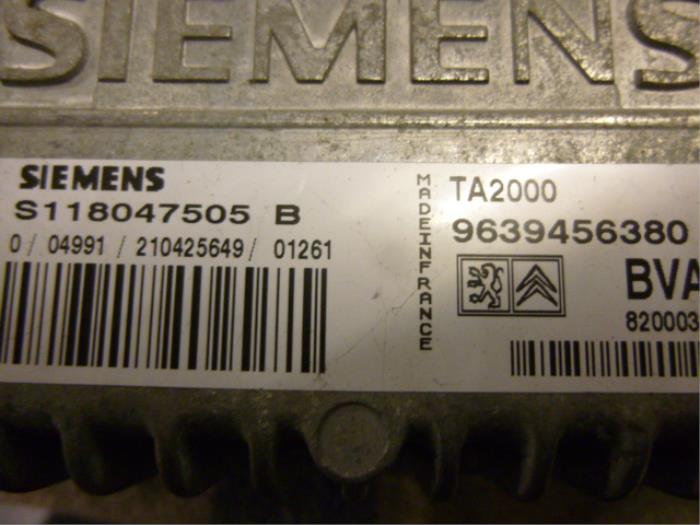 SIEMENS
SIEMENS
S118047505 B
0/ 04991 / 210425649/ 01261
MADEINFRANCE
TA2000
9639456380
BVA
820003